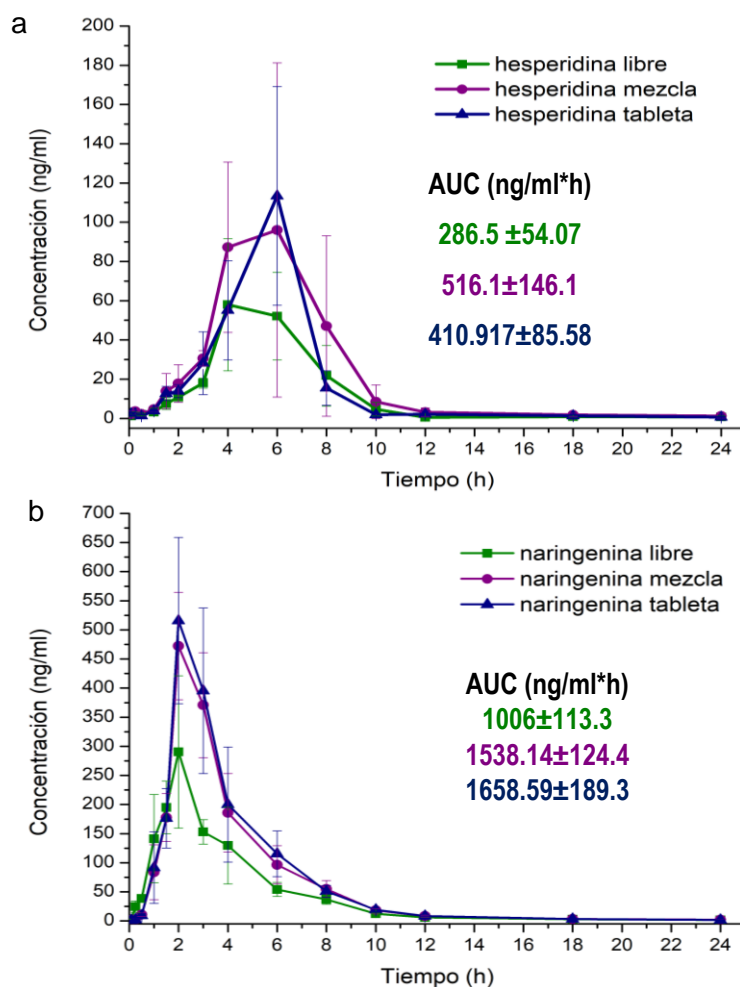 a
200
180
160
140
120
100
80
60
40
20
0
Concentración (ng/ml)
hesperidina libre
hesperidina mezcla
hesperidina tableta
AUC (ng/ml*h)
286.5 ±54.07
516.1±146.1
410.917±85.58
0 2 4 6 8 10 12 14 16 18 20 22 24
Tiempo (h)
b
700
650
600
550
500
450
400
350
300
250
200
150
100
50
0
Concentración (ng/ml)
naringenina libre
naringenina mezcla
naringenina tableta
AUC (ng/ml*h)
1006±113.3
1538.14±124.4
1658.59±189.3
0 2 4 6 8 10 12 14 16 18 20 22 24
Tiempo (h)